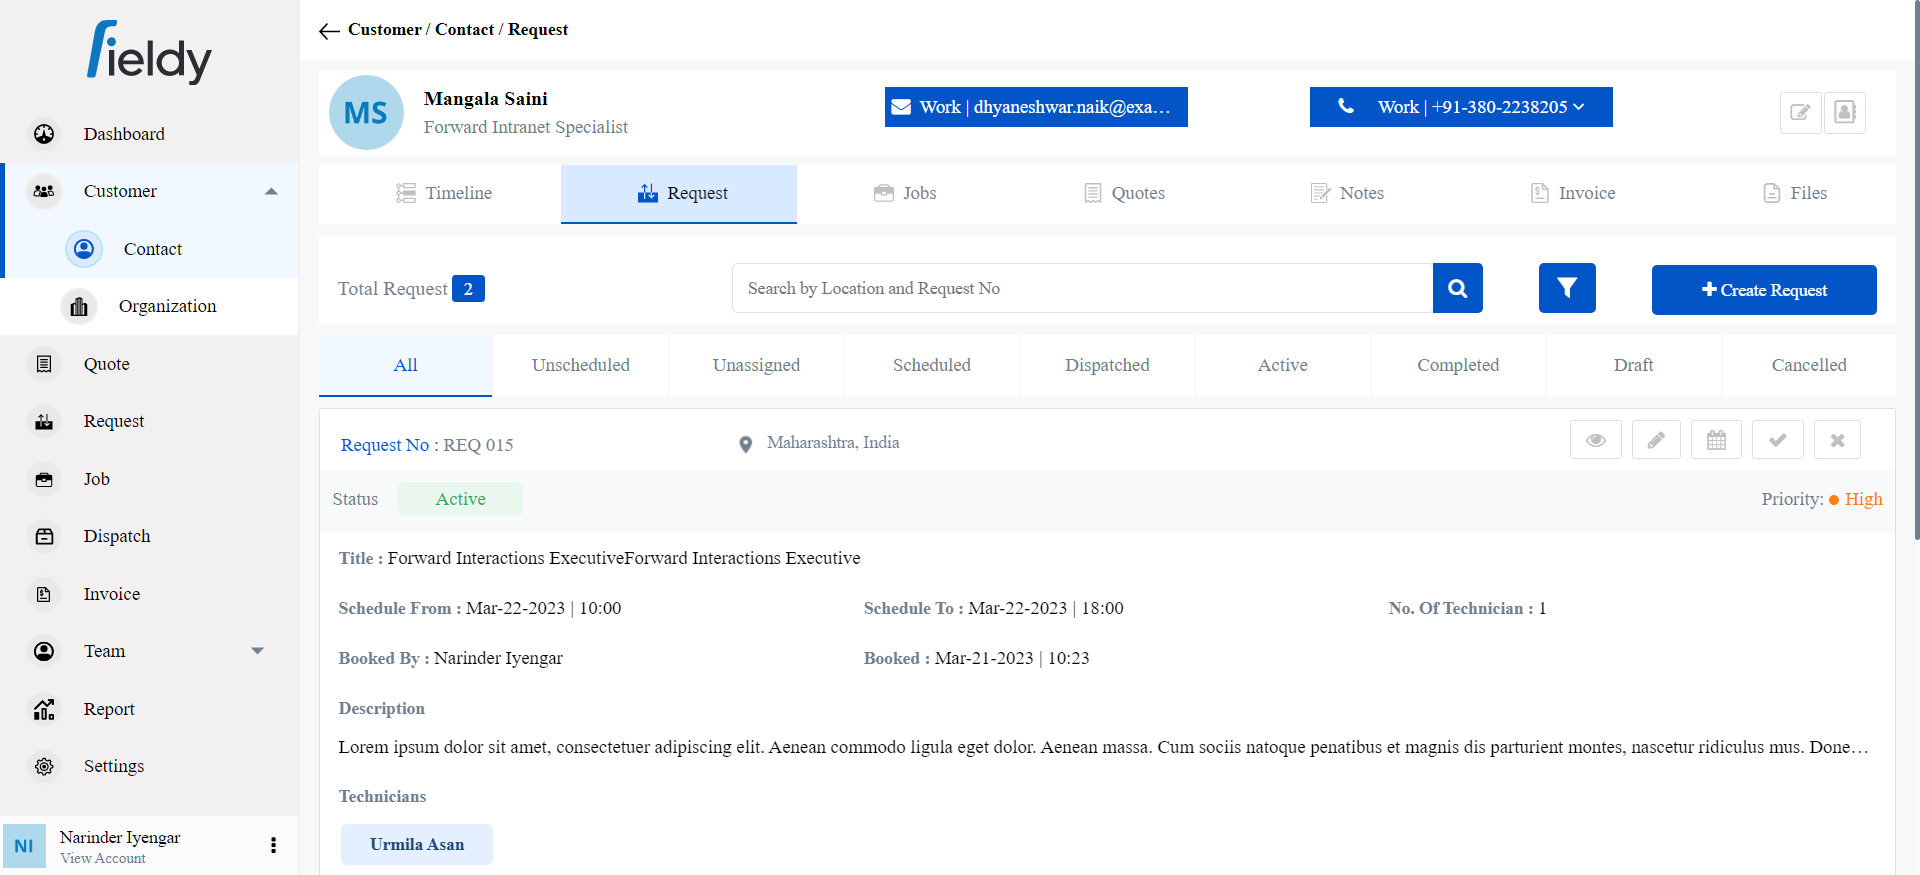 fieldy
Dashboard
Customer
Contact
Organization
Quote
Request
Job
Dispatch
Invoice
Team
Report
Settings
NI
Narinder Iyengar
View Account
Customer / Contact / Request
MS
Mangala Saini
Forward Intranet Specialist
Work | dhyaneshwar.naik@exa...
Work | +91-380-2238205
Timeline
Request
Jobs
Quotes
Notes
Invoice
Files
Total Request 2
Search by Location and Request No
Create Request
All
Unscheduled
Unassigned
Scheduled
Dispatched
Active
Completed
Draft
Cancelled
Request No : REQ 015
Maharashtra, India
Status Active
Priority: High
Title : Forward Interactions ExecutiveForward Interactions Executive
Schedule From : Mar-22-2023 | 10:00
Schedule To : Mar-22-2023 | 18:00
No. Of Technician : 1
Booked By : Narinder Iyengar
Booked : Mar-21-2023 | 10:23
Description
Lorem ipsum dolor sit amet, consectetuer adipiscing elit. Aenean commodo ligula eget dolor. Aenean massa. Cum sociis natoque penatibus et magnis dis parturient montes, nascetur ridiculus mus. Done...
Technicians
Urmila Asan